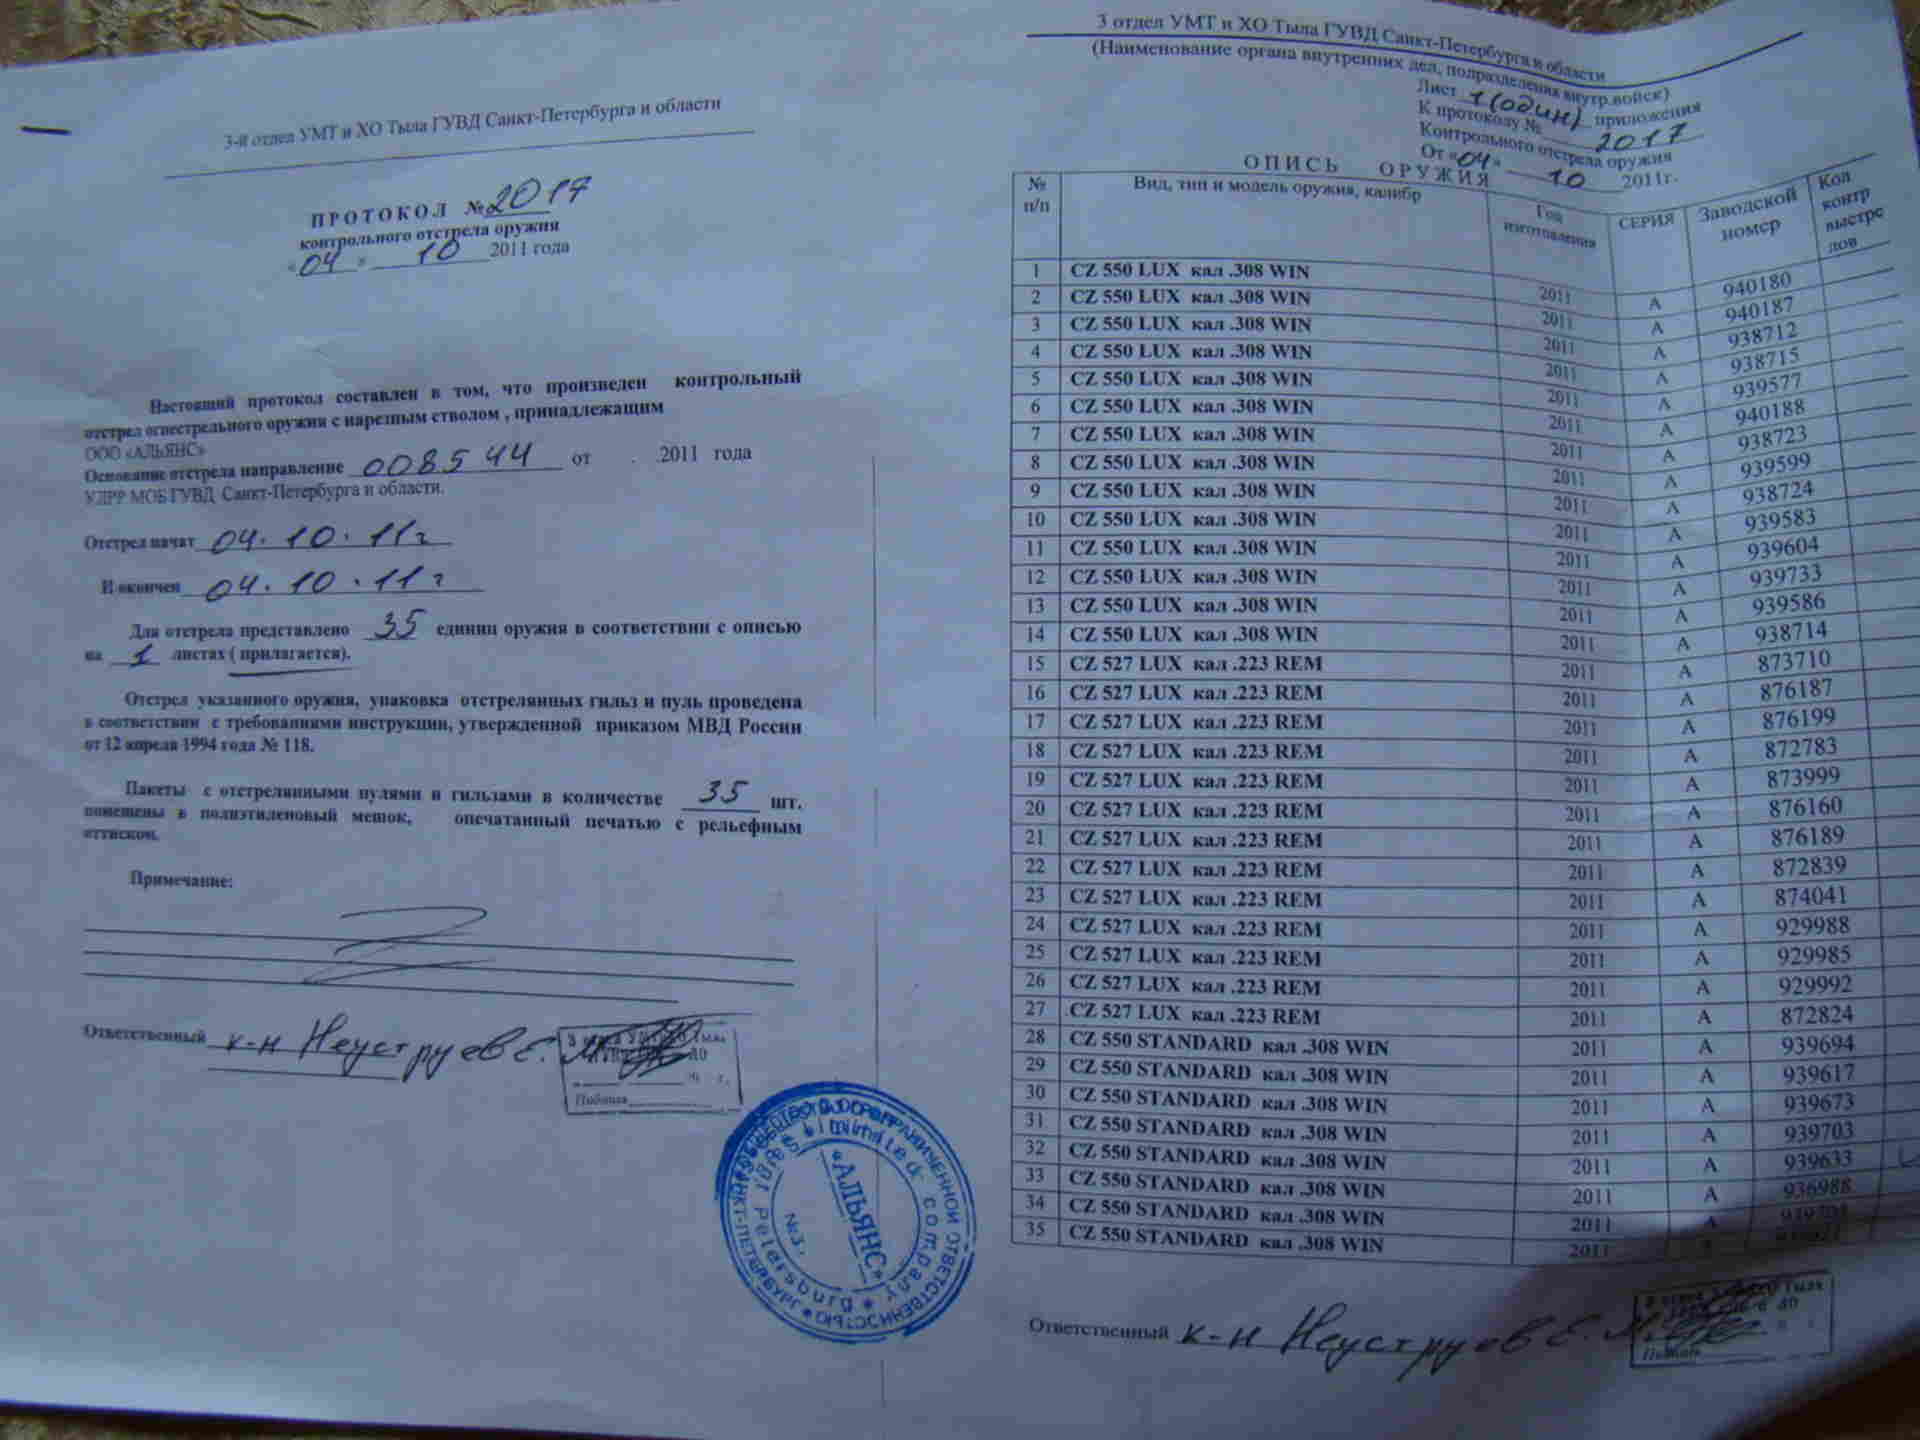 3-й отдел УМТ и ХО Тыла ГУВД Санкт-Петербурга и области
ПРОТОКОЛ № 2017
контрольного отстрела оружия
«04» 10 2011 года
Настоящий протокол составлен в том, что произведен контрольный
отстрел огнестрельного оружия с нарезным стволом , принадлежащим
ООО «АЛЬЯНС»
Основание отстрела направление 008544 от . 2011 года
УЛРР МОБ ГУВД Санкт-Петербурга и области.
Отстрел начат 04.10.11г
И окончен 04.10.11г
Для отстрела представлено 35 единиц оружия в соответствии с описью
на 1 листах ( прилагается).
Отстрел указанного оружия, упаковка отстрелянных гильз и пуль проведена
в соответствии с требованиями инструкции, утвержденной приказом МВД России
от 12 апреля 1994 года № 118.
Пакеты с отстрелянными пулями и гильзами в количестве 35 шт.
помещены в полиэтиленовый мешок, опечатанный печатью с рельефным
оттиском.
Примечание:
Ответственный к-н Неуструев Е.
Подпись
«АЛЬЯНС»
3 отдел УМТ и ХО Тыла ГУВД Санкт-Петербурга и области
(Наименование органа внутренних дел, подразделения внутр.войск)
Лист 1(один) приложения
К протоколу № 2017
Контрольного отстрела оружия
От «04» 10 2011г.
ОПИСЬ ОРУЖИЯ
№ п/п Вид, тип и модель оружия, калибр Год изготовления СЕРИЯ Заводской номер Кол контр выстре лов
1 CZ 550 LUX кал .308 WIN 2011 А 940180
2 CZ 550 LUX кал .308 WIN 2011 А 940187
3 CZ 550 LUX кал .308 WIN 2011 А 938712
4 CZ 550 LUX кал .308 WIN 2011 А 938715
5 CZ 550 LUX кал .308 WIN 2011 А 939577
6 CZ 550 LUX кал .308 WIN 2011 А 940188
7 CZ 550 LUX кал .308 WIN 2011 А 938723
8 CZ 550 LUX кал .308 WIN 2011 А 939599
9 CZ 550 LUX кал .308 WIN 2011 А 938724
10 CZ 550 LUX кал .308 WIN 2011 А 939583
11 CZ 550 LUX кал .308 WIN 2011 А 939604
12 CZ 550 LUX кал .308 WIN 2011 А 939733
13 CZ 550 LUX кал .308 WIN 2011 А 939586
14 CZ 550 LUX кал .308 WIN 2011 А 938714
15 CZ 527 LUX кал .223 REM 2011 А 873710
16 CZ 527 LUX кал .223 REM 2011 А 876187
17 CZ 527 LUX кал .223 REM 2011 А 876199
18 CZ 527 LUX кал .223 REM 2011 А 872783
19 CZ 527 LUX кал .223 REM 2011 А 873999
20 CZ 527 LUX кал .223 REM 2011 А 876160
21 CZ 527 LUX кал .223 REM 2011 А 876189
22 CZ 527 LUX кал .223 REM 2011 А 872839
23 CZ 527 LUX кал .223 REM 2011 А 874041
24 CZ 527 LUX кал .223 REM 2011 А 929988
25 CZ 527 LUX кал .223 REM 2011 А 929985
26 CZ 527 LUX кал .223 REM 2011 А 929992
27 CZ 527 LUX кал .223 REM 2011 А 872824
28 CZ 550 STANDARD кал .308 WIN 2011 А 939694
29 CZ 550 STANDARD кал .308 WIN 2011 А 939617
30 CZ 550 STANDARD кал .308 WIN 2011 А 939673
31 CZ 550 STANDARD кал .308 WIN 2011 А 939703
32 CZ 550 STANDARD кал .308 WIN 2011 А 939633
33 CZ 550 STANDARD кал .308 WIN 2011 А 936988
34 CZ 550 STANDARD кал .308 WIN 2011 А
35 CZ 550 STANDARD кал .308 WIN 2011
Ответственный к-н Неуструев Е.
Подпись